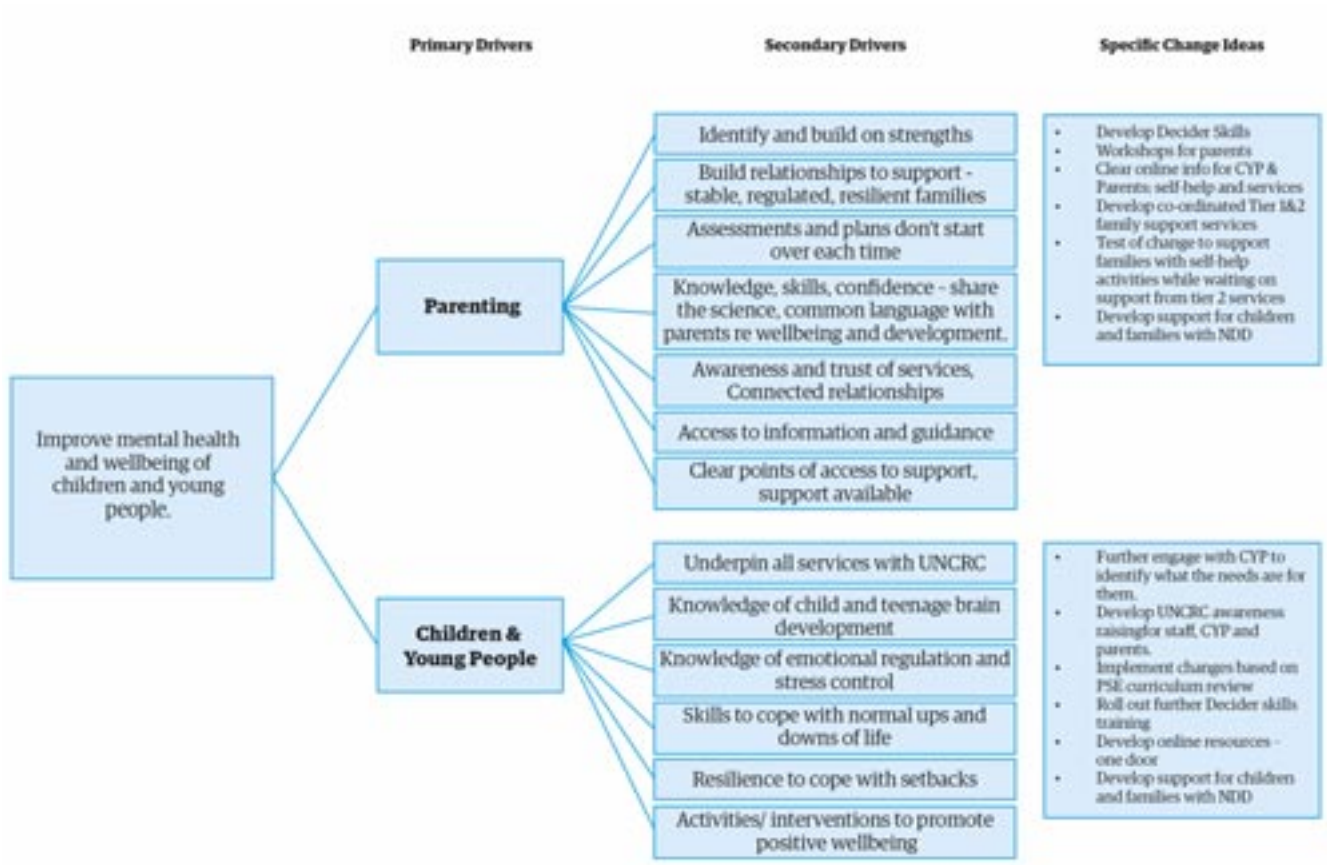 Primary Drivers
Secondary Drivers
Specific Change Ideas
Improve mental health
and wellbeing of
children and young
people.
Parenting
Identify and build on strengths
Build relationships to support -
stable, regulated, resilient families
Assessments and plans don't start
over each time
Knowledge, skills, confidence - share
the science, common language with
parents re wellbeing and development.
Awareness and trust of services,
Connected relationships
Access to information and guidance
Clear points of access to support,
support available
• Develop Decider Skills
• Workshops for parents
• Clear online info for CYP &
Parents; self-help and services
• Develop co-ordinated Tier 1&2
family support services
• Test of change to support
families with self-help
activities while waiting on
support from tier 2 services
• Develop support for children
and families with NDD
Children &
Young People
Underpin all services with UNCRC
Knowledge of child and teenage brain
development
Knowledge of emotional regulation and
stress control
Skills to cope with normal ups and
downs of life
Resilience to cope with setbacks
Activities/ interventions to promote
positive wellbeing
• Further engage with CYP to
identify what the needs are for
them.
• Develop UNCRC awareness
raisingfor staff, CYP and
parents.
• Implement changes based on
PSE curriculum review
• Roll out further Decider skills
training
• Develop online resources -
one door
• Develop support for children
and families with NDD